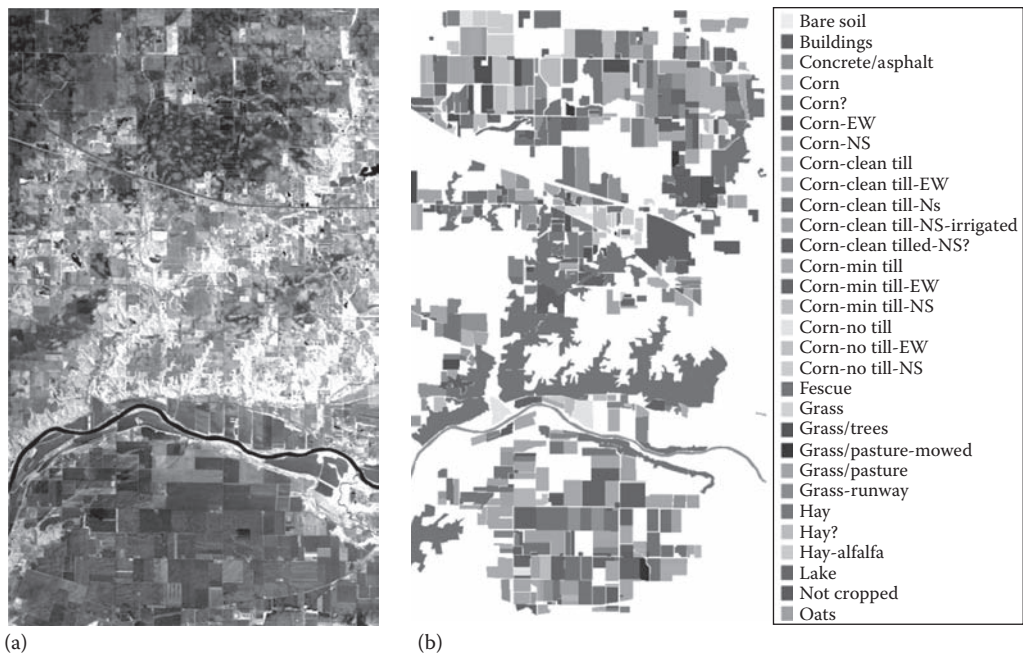 Bare soil
Buildings
Concrete/asphalt
Corn
Corn?
Corn-EW
Corn-NS
Corn-clean till
Corn-clean till-EW
Corn-clean till-Ns
Corn-clean till-NS-irrigated
Corn-clean tilled-NS?
Corn-min till
Corn-min till-EW
Corn-min till-NS
Corn-no till
Corn-no till-EW
Corn-no till-NS
Fescue
Grass
Grass/trees
Grass/pasture-mowed
Grass/pasture
Grass-runway
Hay
Hay?
Hay-alfalfa
Lake
Not cropped
Oats
(a)
(b)